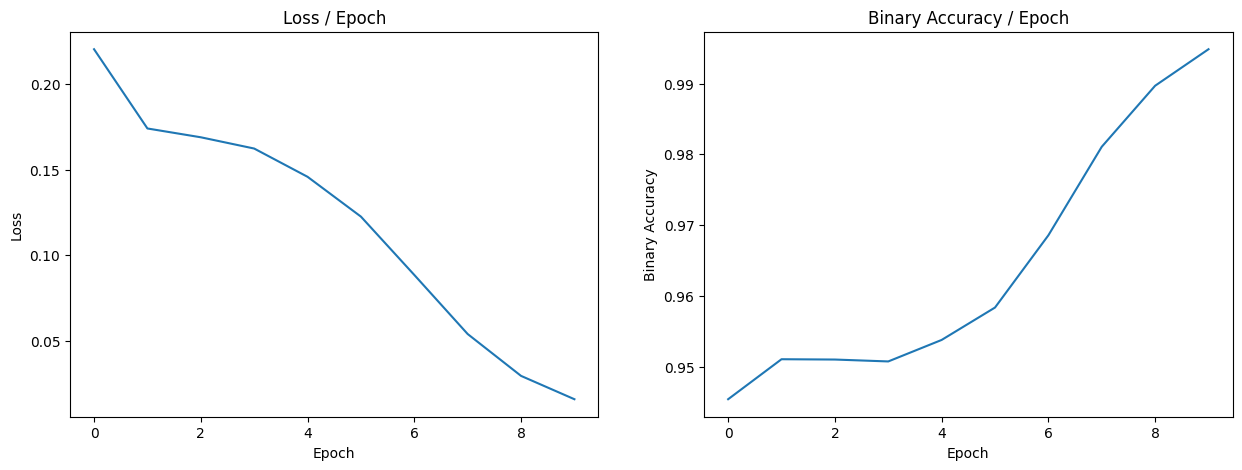 Loss / Epoch
Loss
0.20
0.15
0.10
0.05
0 2 4 6 8
Epoch
Binary Accuracy / Epoch
Binary Accuracy
0.99
0.98
0.97
0.96
0.95
0 2 4 6 8
Epoch